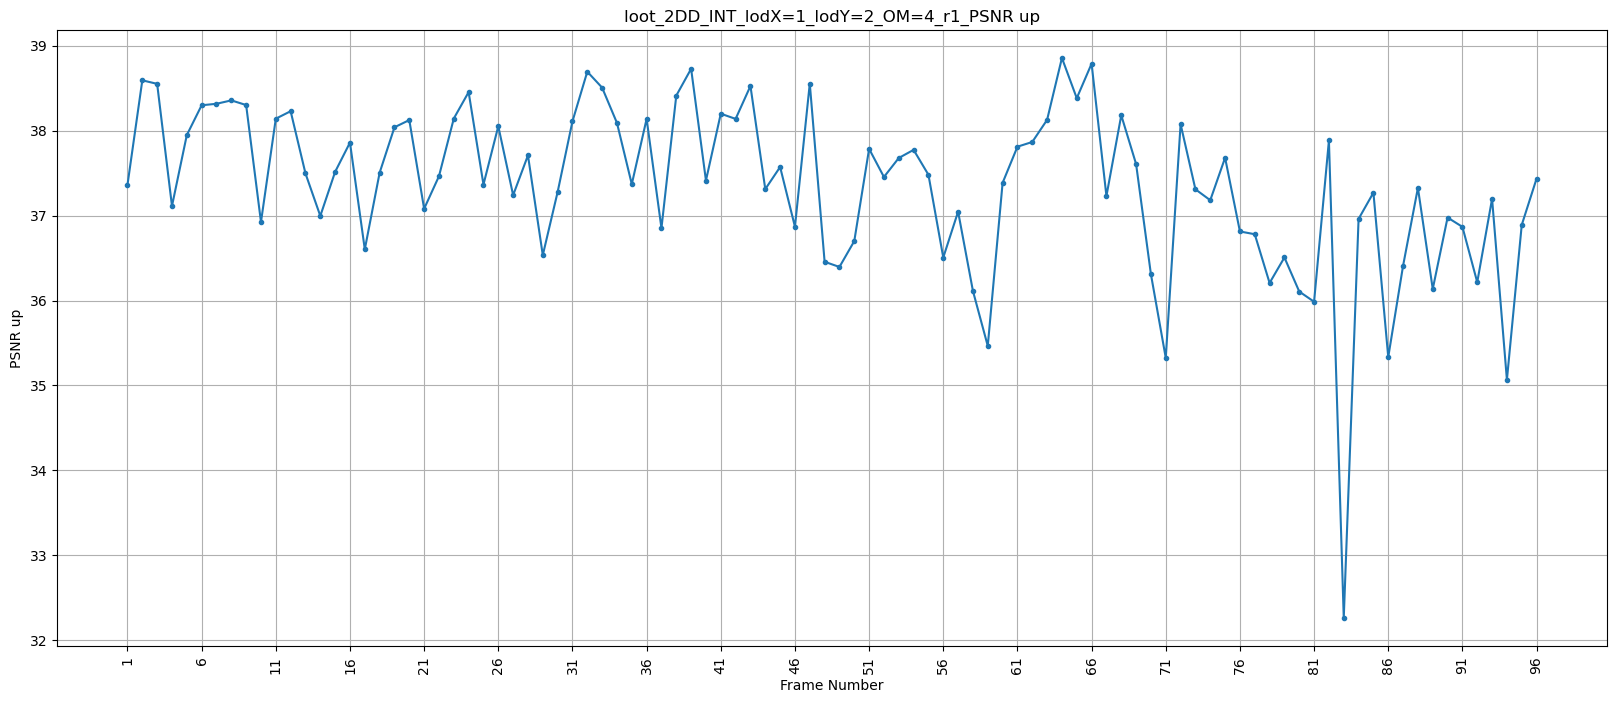 loot_2DD_INT_lodX=1_lodY=2_OM=4_r1_PSNR up
39
38
37
36
35
34
33
32
PSNR up
1 6 11 16 21 26 31 36 41 46 51 56 61 66 71 76 81 86 91 96
Frame Number